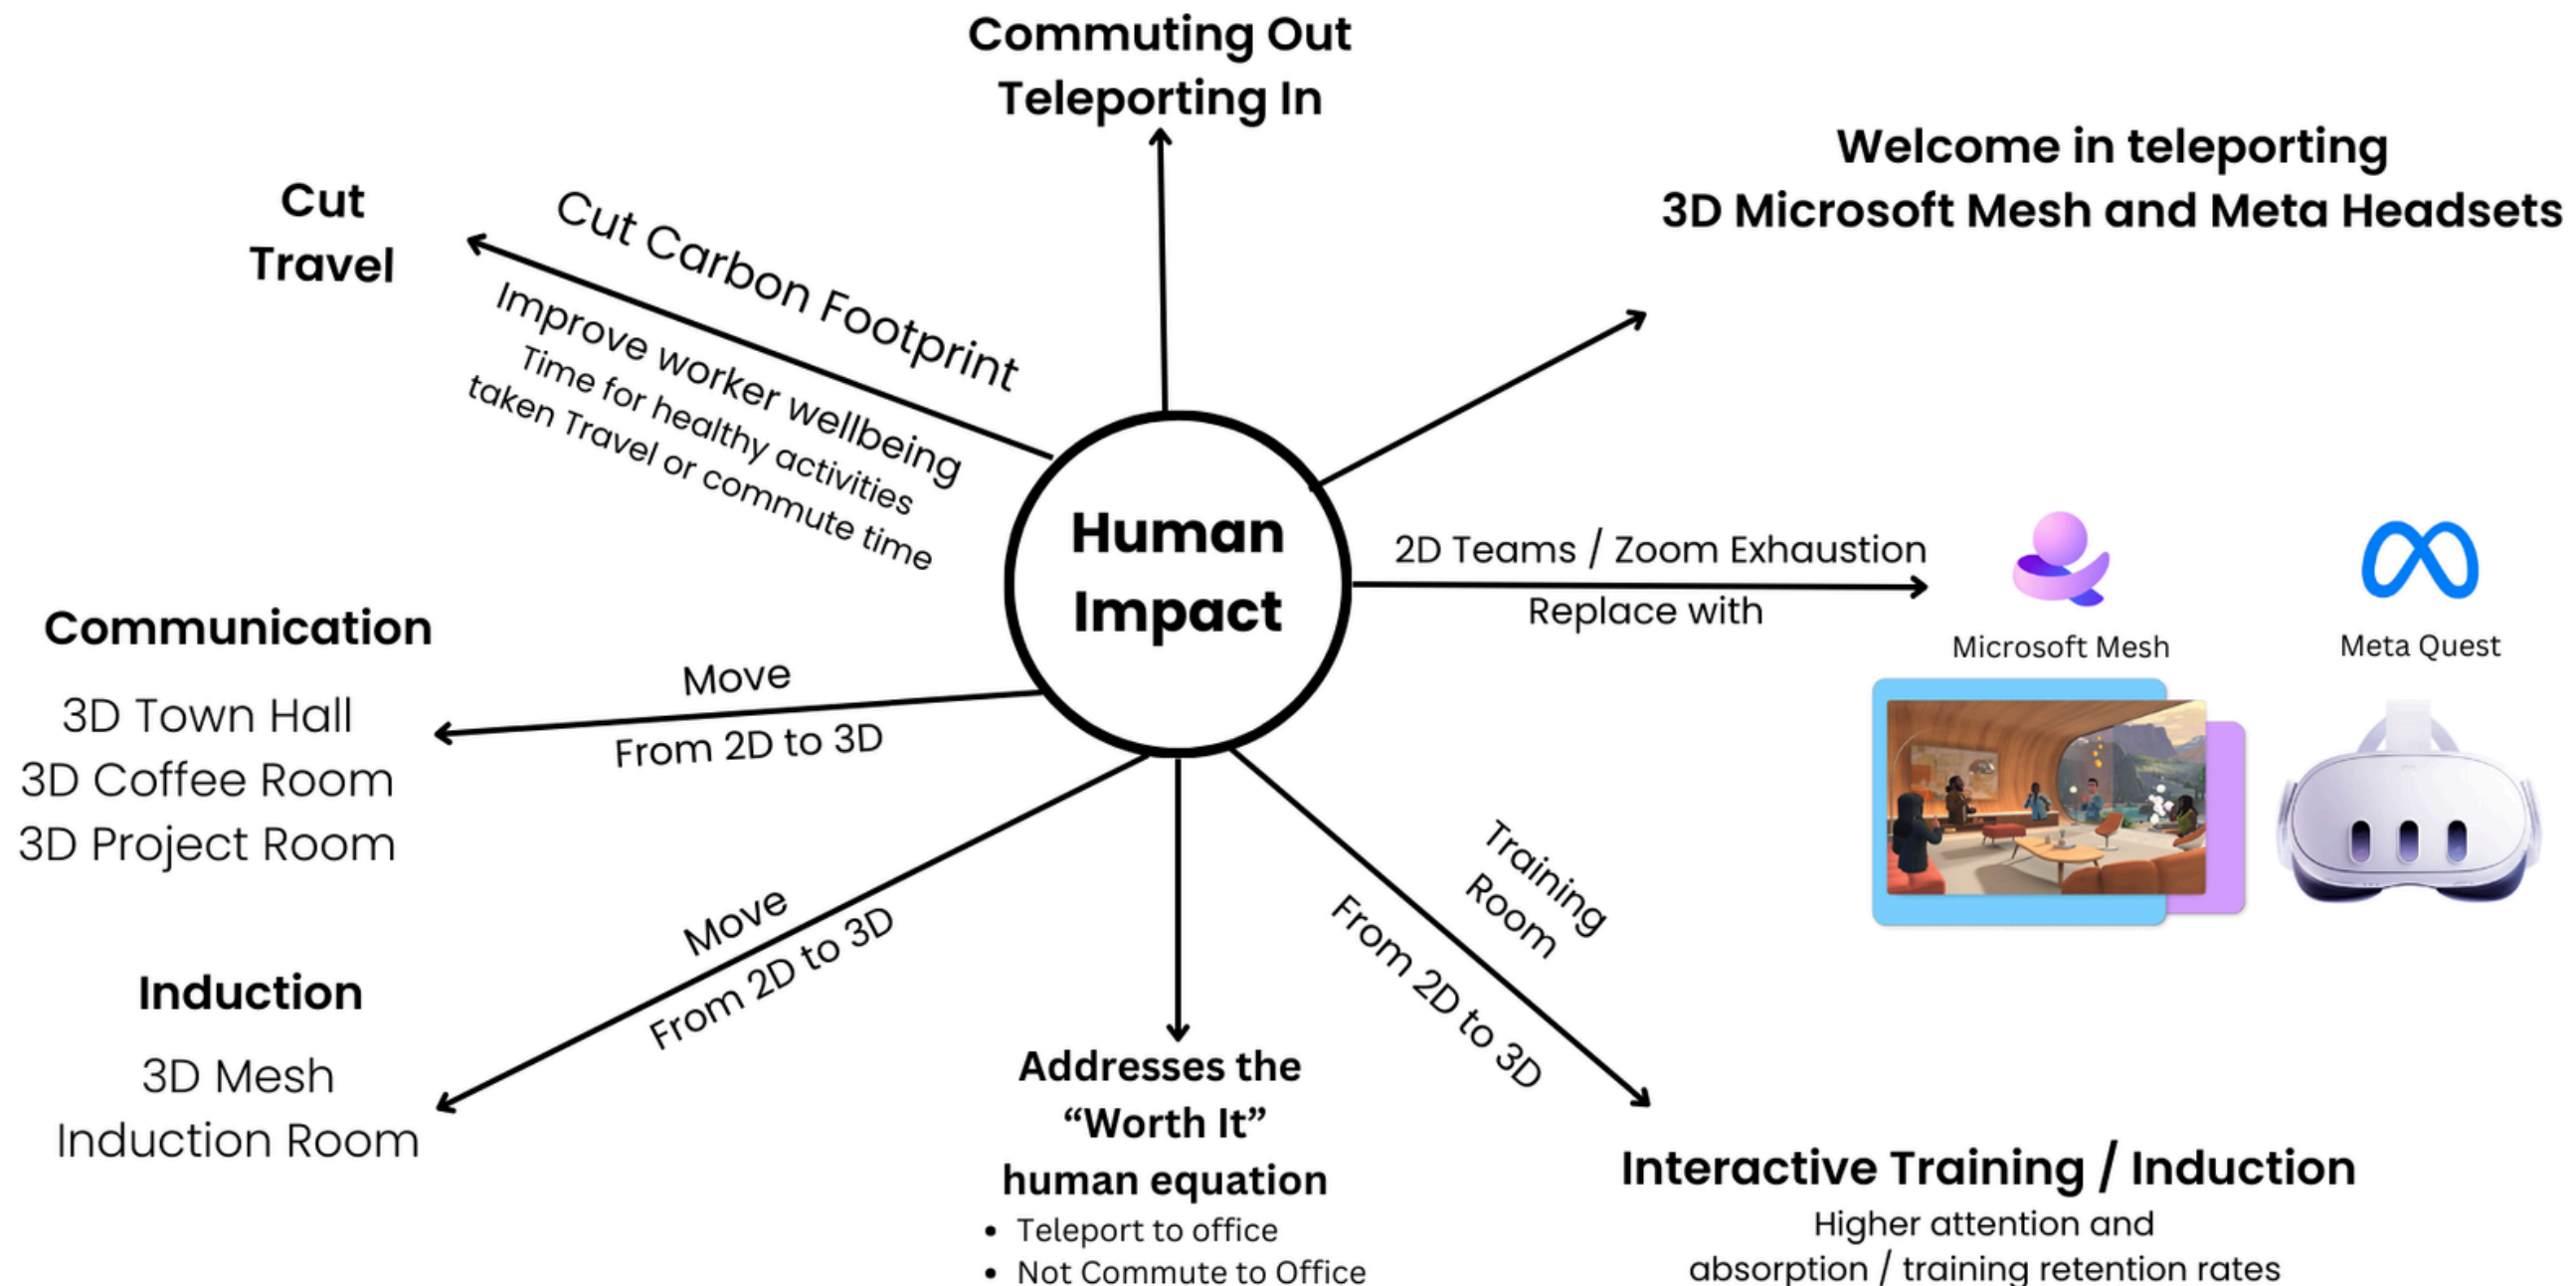 Commuting Out
Teleporting In
Welcome in teleporting
3D Microsoft Mesh and Meta Headsets
Cut
Travel
Cut Carbon Footprint
Improve worker wellbeing
Time for healthy activities
taken Travel or commute time
Human
Impact
2D Teams / Zoom Exhaustion
Replace with
Microsoft Mesh
Meta Quest
Communication
3D Town Hall
3D Coffee Room
3D Project Room
Move
From 2D to 3D
Induction
3D Mesh
Induction Room
Move
From 2D to 3D
Addresses the
“Worth It”
human equation
• Teleport to office
• Not Commute to Office
Training
Room
From 2D to 3D
Interactive Training / Induction
Higher attention and
absorption / training retention rates